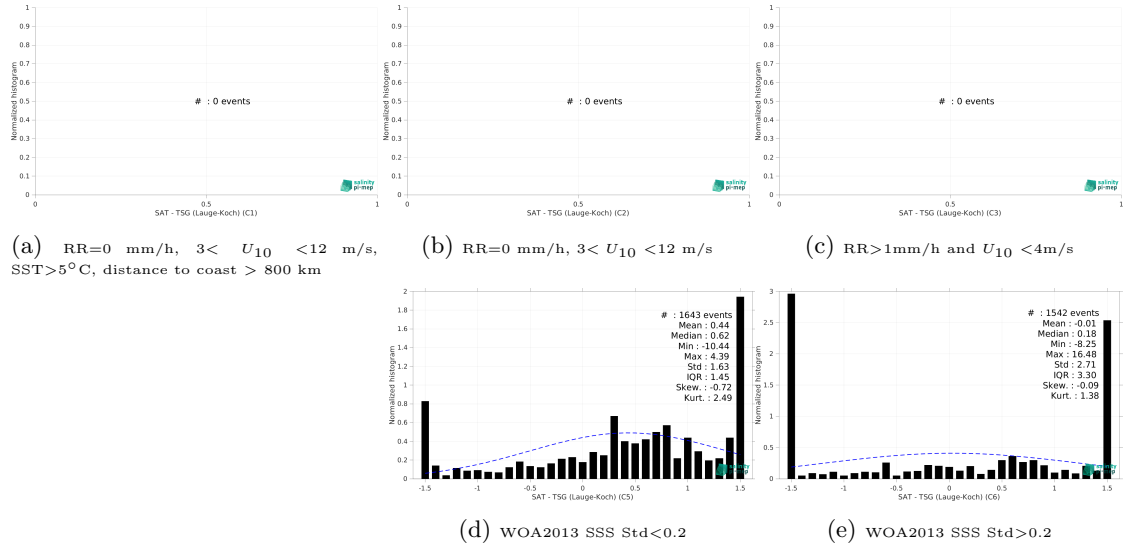 1
0.9
0.8
0.7
0.6
0.5
0.4
0.3
0.2
0.1
0
Normalized histogram
# : 0 events
salinity
pi-mep
0 0.5 1
SAT - TSG (Lauge-Koch) (C1)
1
0.9
0.8
0.7
0.6
0.5
0.4
0.3
0.2
0.1
0
Normalized histogram
# : 0 events
salinity
pi-mep
0 0.5 1
SAT - TSG (Lauge-Koch) (C2)
1
0.9
0.8
0.7
0.6
0.5
0.4
0.3
0.2
0.1
0
Normalized histogram
# : 0 events
salinity
pi-mep
0 0.5 1
SAT - TSG (Lauge-Koch) (C3)
(a) RR=0 mm/h, 3< U10 <12 m/s,
SST>5°C, distance to coast > 800 km
(b) RR=0 mm/h, 3< U10 <12 m/s
(c) RR>1mm/h and U10 <4m/s
2
1.8
1.6
1.4
1.2
1
0.8
0.6
0.4
0.2
0
Normalized histogram
# : 1643 events
Mean : 0.44
Median : 0.62
Min : -10.44
Max : 4.39
Std : 1.63
IQR : 1.45
Skew. : -0.72
Kurt. : 2.49
-1.5 -1 -0.5 0 0.5 1 1.5
SAT - TSG (Lauge-Koch) (C5)
3
2.5
2
1.5
1
0.5
0
Normalized histogram
# : 1542 events
Mean : -0.01
Median : 0.18
Min : -8.25
Max : 16.48
Std : 2.71
IQR : 3.30
Skew. : -0.09
Kurt. : 1.38
-1.5 -1 -0.5 0 0.5 1 1.5
SAT - TSG (Lauge-Koch) (C6)
(d) WOA2013 SSS Std<0.2
(e) WOA2013 SSS Std>0.2